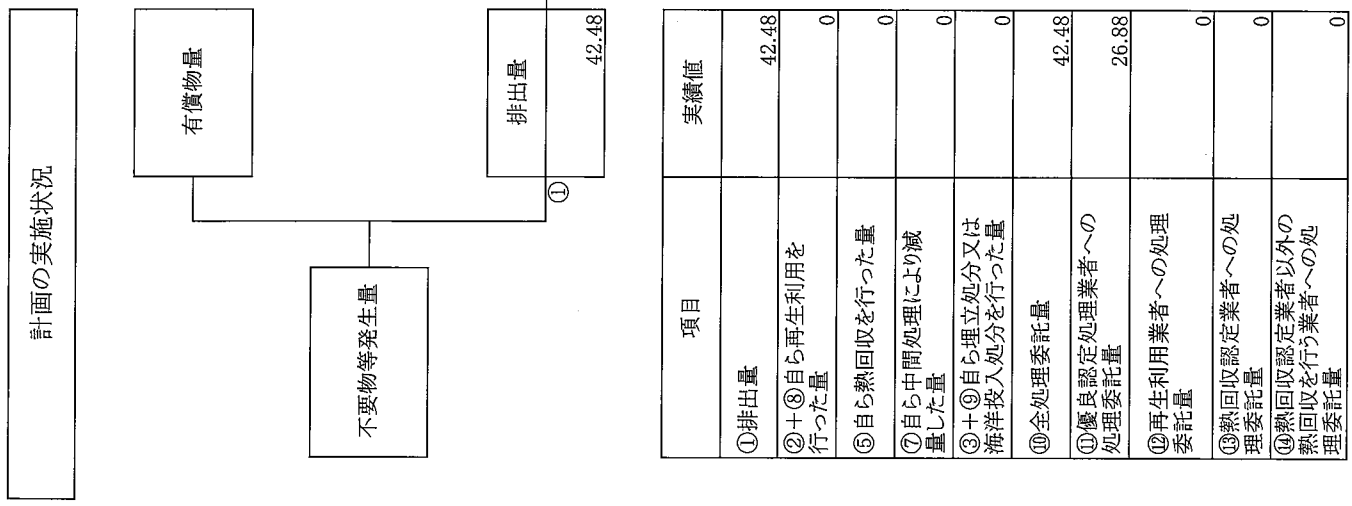 計画の実施状況
有償物量
不要物等発生量
①
排出量
42.48
項目 実績値
①排出量 42.48
②+⑧自ら再生利用を
行った量 0
⑤自ら熱回収を行った量 0
⑦自ら中間処理により減
量した量 0
③+⑨自ら埋立処分又は
海洋投入処分を行った量 0
⑩全処理委託量 42.48
⑪優良認定処理業者への
処理委託量 26.88
⑫再生利用業者への処理
委託量 0
⑬熱回収認定業者への処
理委託量 0
⑭熱回収認定業者以外の
熱回収を行う業者への処
理委託量 0